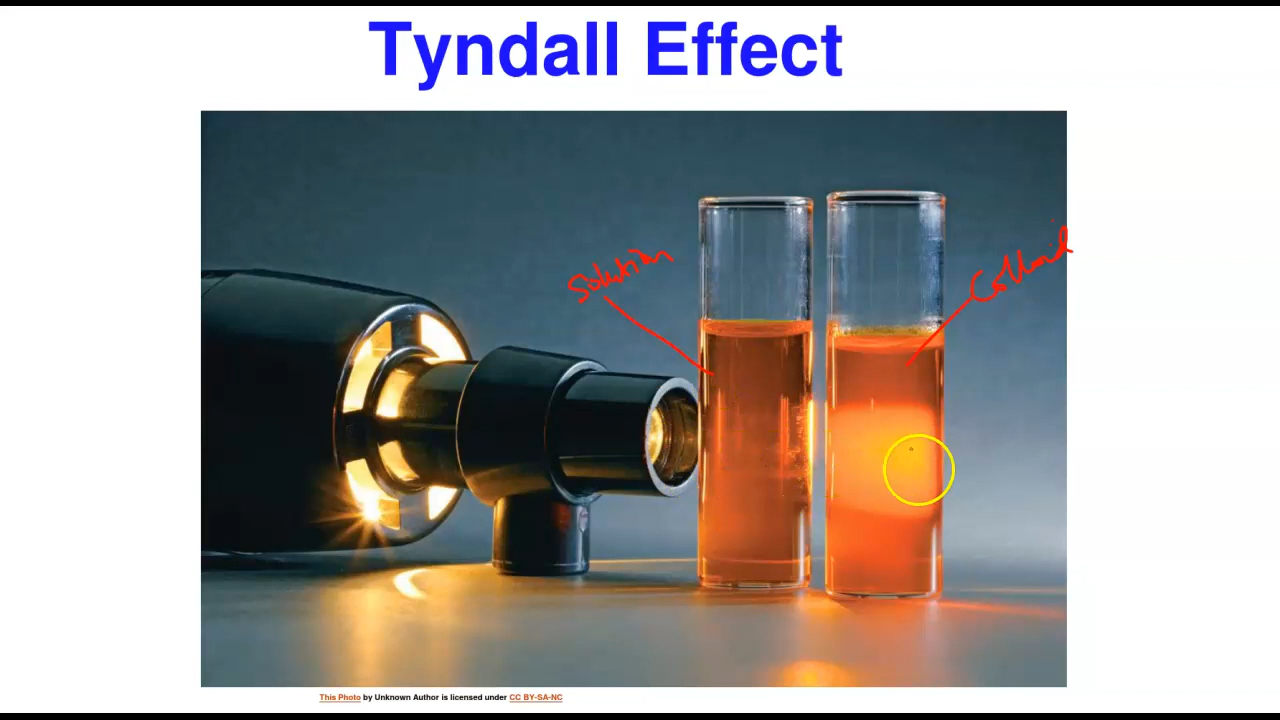 Tyndall Effect
Solution
Colloid
This Photo by Unknown Author is licensed under CC BY-SA-NC